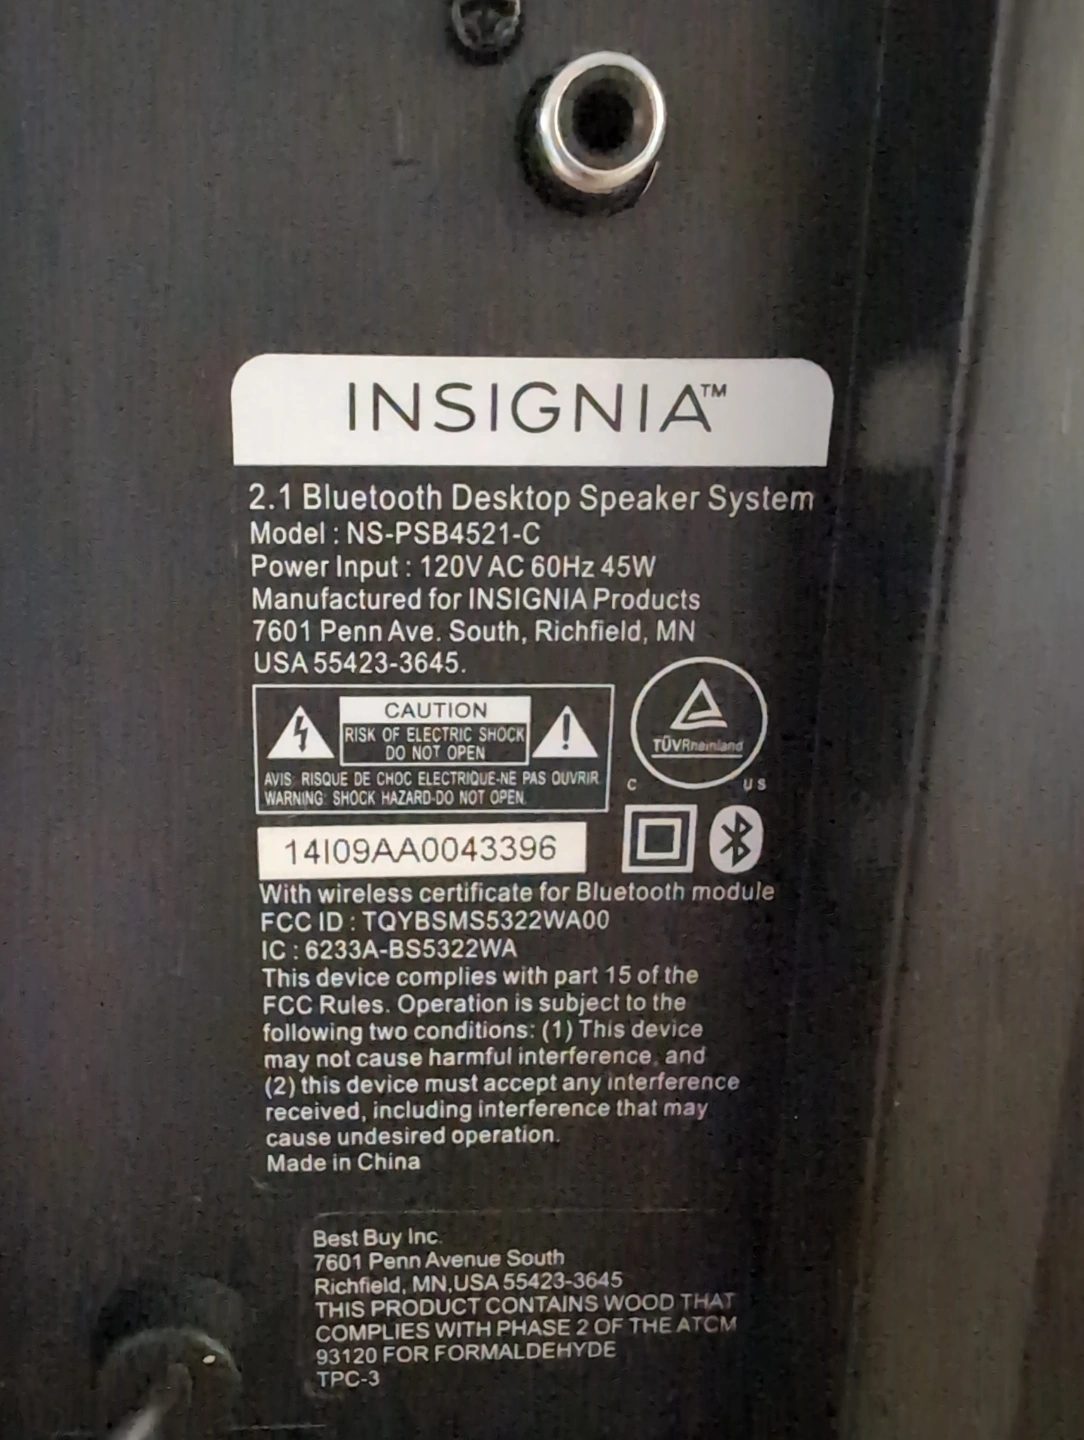 INSIGNIA™
2.1 Bluetooth Desktop Speaker System
Model : NS-PSB4521-C
Power Input : 120V AC 60Hz 45W
Manufactured for INSIGNIA Products
7601 Penn Ave. South, Richfield, MN
USA 55423-3645.
CAUTION
RISK OF ELECTRIC SHOCK
DO NOT OPEN
AVIS: RISQUE DE CHOC ELECTRIQUE-NE PAS OUVRIR
WARNING: SHOCK HAZARD-DO NOT OPEN.
TÜVRheinland
C US
14I09AA0043396
With wireless certificate for Bluetooth module
FCC ID : TQYBSMS5322WA00
IC : 6233A-BS5322WA
This device complies with part 15 of the
FCC Rules. Operation is subject to the
following two conditions: (1) This device
may not cause harmful interference, and
(2) this device must accept any interference
received, including interference that may
cause undesired operation.
Made in China
Best Buy Inc.
7601 Penn Avenue South
Richfield, MN,USA 55423-3645
THIS PRODUCT CONTAINS WOOD THAT
COMPLIES WITH PHASE 2 OF THE ATCM
93120 FOR FORMALDEHYDE
TPC-3